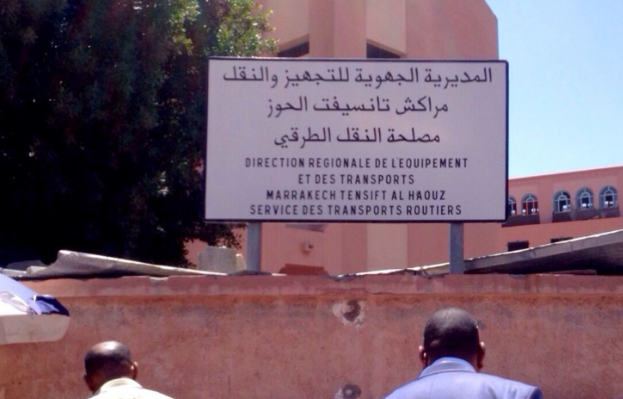 المديرية الجهوية للتجهيز والنقل
مراكش تانسيفت الحوز
مصلحة النقل الطرقي
DIRECTION REGIONALE DE L'EQUIPEMENT
ET DES TRANSPORTS
MARRAKECH TENSIFT AL HAOUZ
SERVICE DES TRANSPORTS ROUTIERS